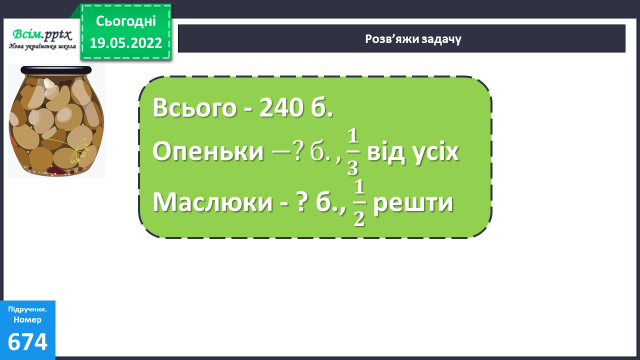 Всім.pptx
Нова українська школа
Сьогодні
19.05.2022
Розв’яжи задачу
Всього - 240 б.
Опеньки −? б. , 1/3 від усіх
Маслюки - ? б., 1/2 решти
Підручник.
Номер
674